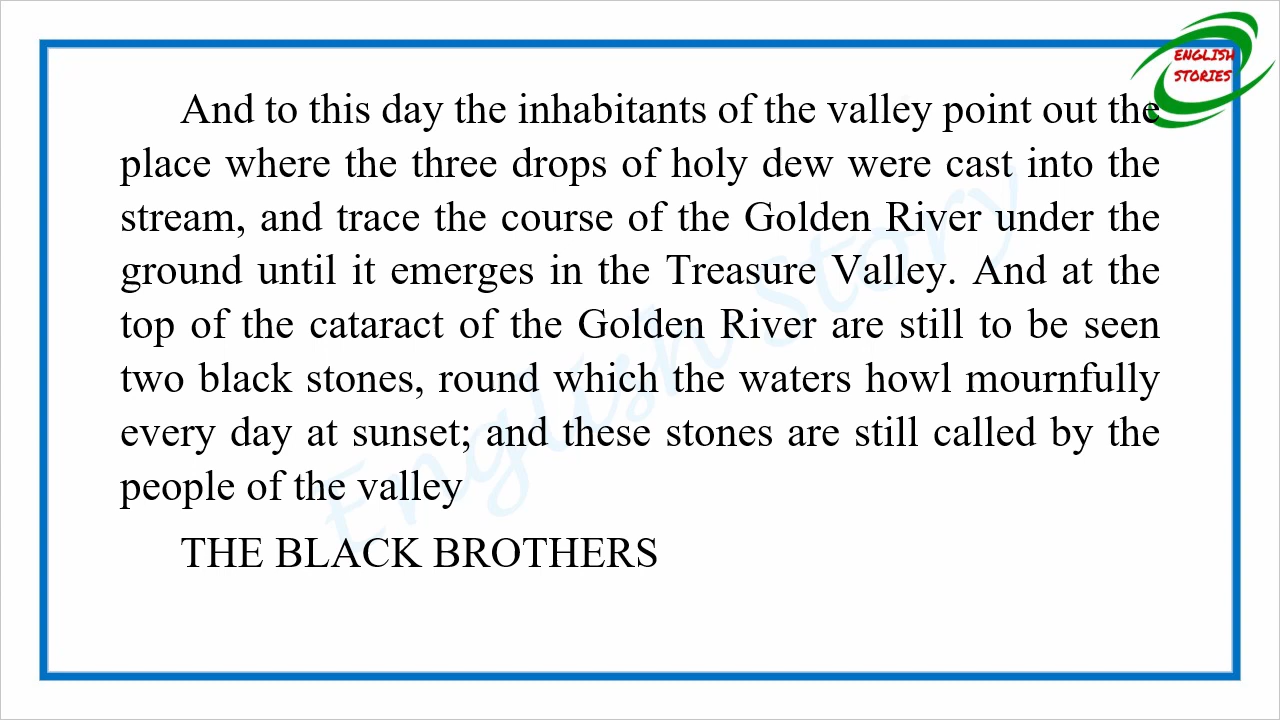 ENGLISH
STORIES
And to this day the inhabitants of the valley point out the
place where the three drops of holy dew were cast into the
stream, and trace the course of the Golden River under the
ground until it emerges in the Treasure Valley. And at the
top of the cataract of the Golden River are still to be seen
two black stones, round which the waters howl mournfully
every day at sunset; and these stones are still called by the
people of the valley
THE BLACK BROTHERS
English Story